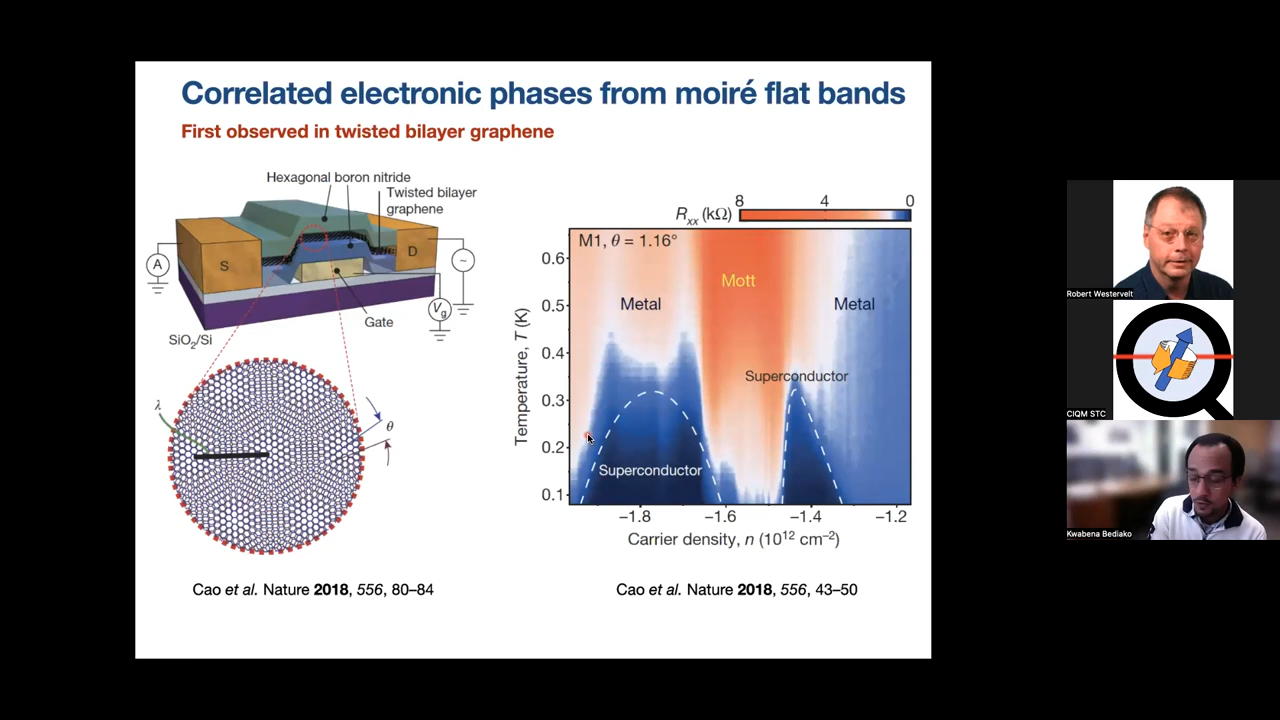 Correlated electronic phases from moiré flat bands
First observed in twisted bilayer graphene
Hexagonal boron nitride
Twisted bilayer
graphene
A
S
D
~
Vg
Gate
SiO2/Si
λ
θ
Cao et al. Nature 2018, 556, 80–84
8 4 0
Rxx (kΩ)
M1, θ = 1.16°
Mott
Metal
Metal
Superconductor
Superconductor
Temperature, T (K)
0.6
0.5
0.4
0.3
0.2
0.1
–1.8 –1.6 –1.4 –1.2
Carrier density, n (10¹² cm⁻²)
Cao et al. Nature 2018, 556, 43–50
Robert Westervelt
CIQM STC
Kwabena Bediako